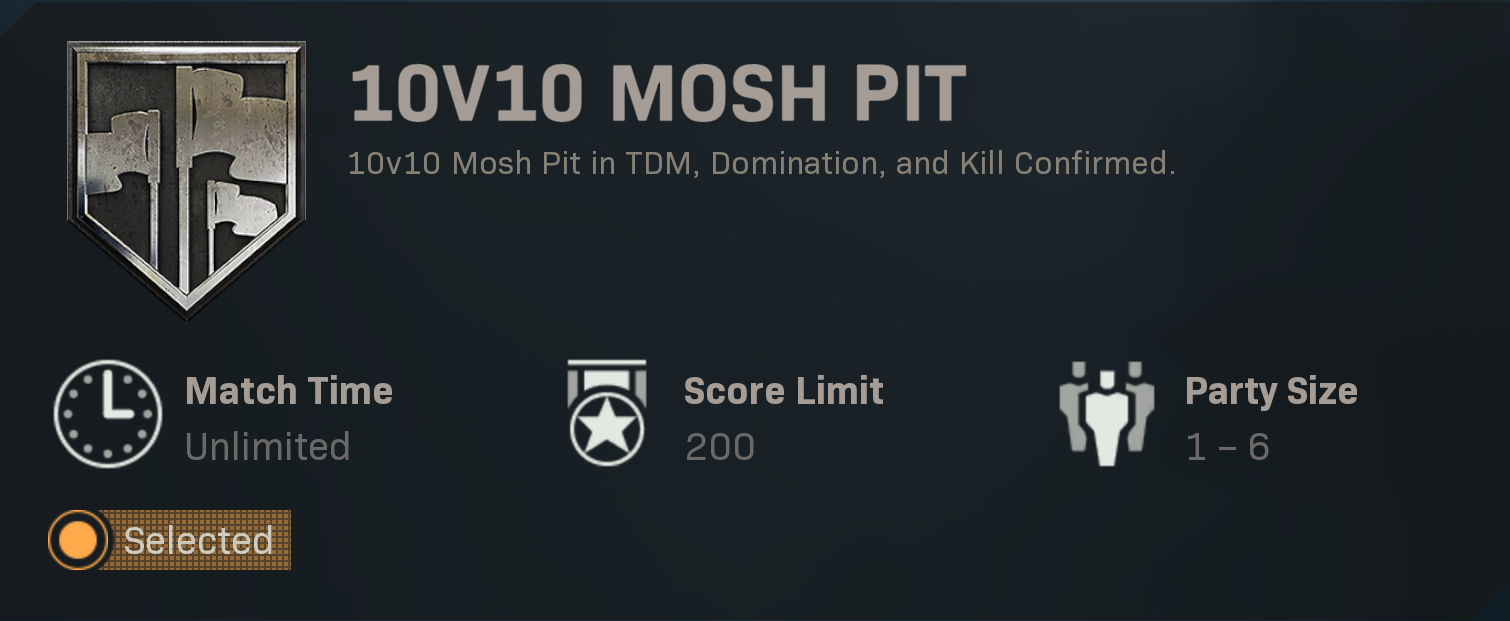 10V10 MOSH PIT
10v10 Mosh Pit in TDM, Domination, and Kill Confirmed.
Match Time
Unlimited
Score Limit
200
Party Size
1 – 6
Selected